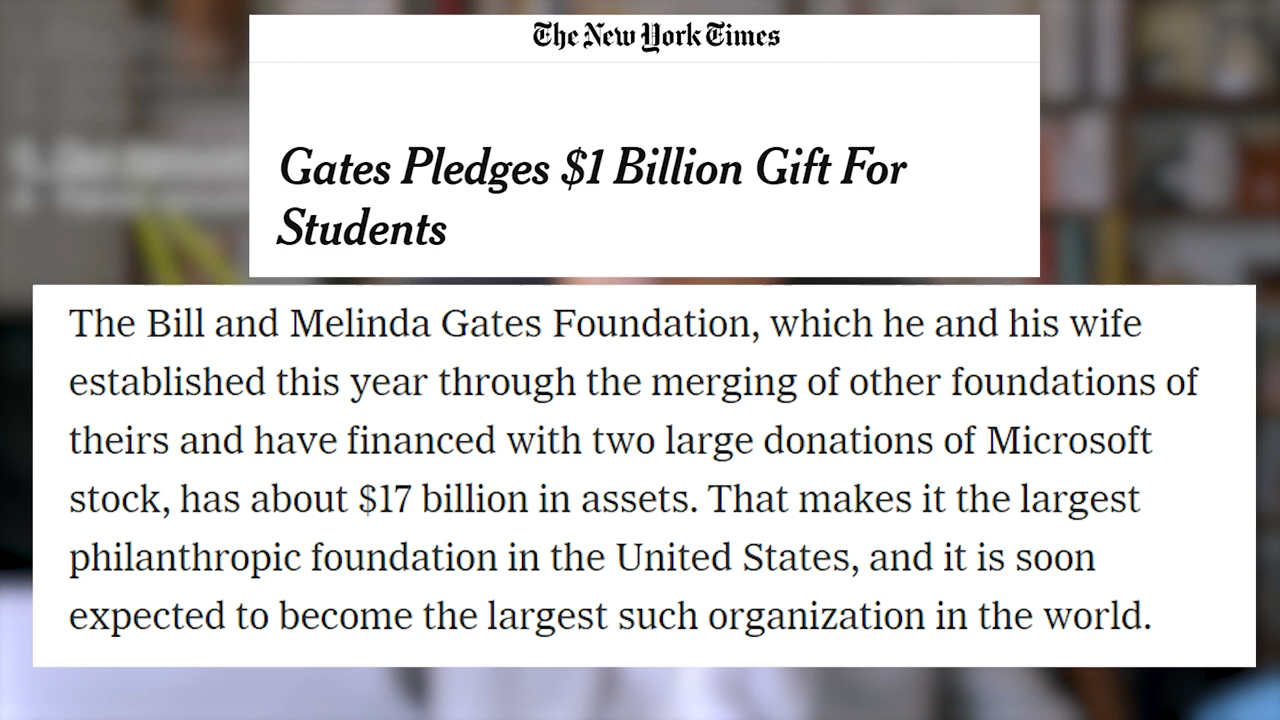 The New York Times
Gates Pledges $1 Billion Gift For
Students
The Bill and Melinda Gates Foundation, which he and his wife
established this year through the merging of other foundations of
theirs and have financed with two large donations of Microsoft
stock, has about $17 billion in assets. That makes it the largest
philanthropic foundation in the United States, and it is soon
expected to become the largest such organization in the world.